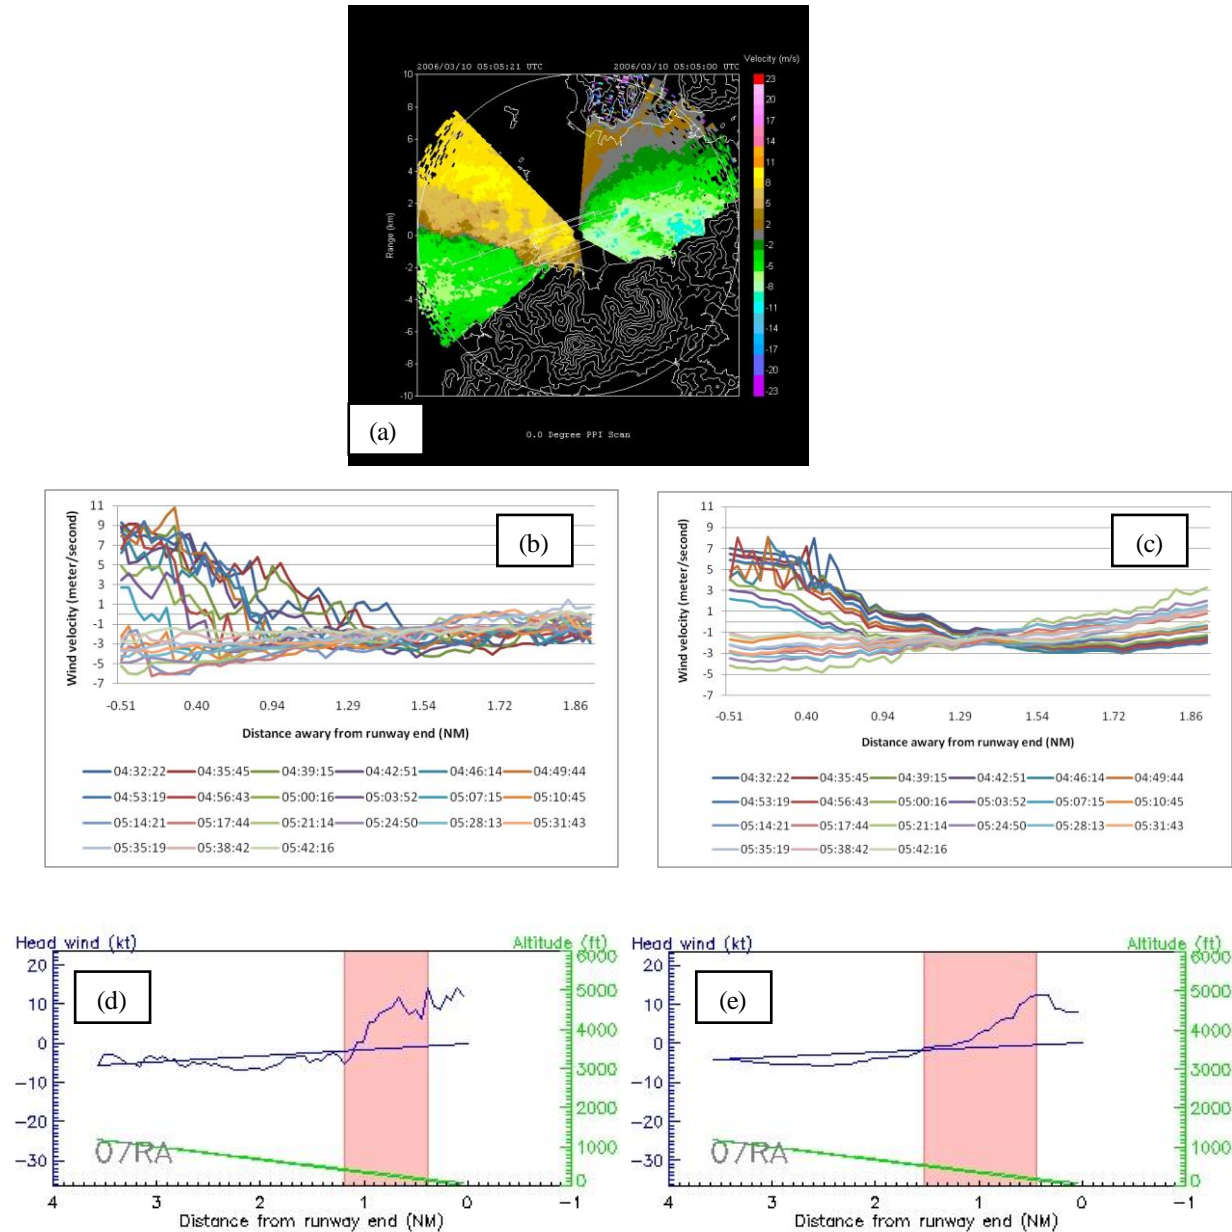 2006/03/10 05:05:21 UTC 2006/03/10 05:05:00 UTC
Velocity (m/s)
10
8
6
4
2
0
-2
-4
-6
-8
-10
Range (km)
23
20
17
14
11
8
5
2
-2
-5
-8
-11
-14
-17
-20
-23
(a)
0.0 Degree PPI Scan
(b)
Wind velocity (meter/second)
11
9
7
5
3
1
-1
-3
-5
-7
-0.51 0.40 0.94 1.29 1.54 1.72 1.86
Distance awary from runway end (NM)
04:32:22 04:35:45 04:39:15 04:42:51 04:46:14 04:49:44
04:53:19 04:56:43 05:00:16 05:03:52 05:07:15 05:10:45
05:14:21 05:17:44 05:21:14 05:24:50 05:28:13 05:31:43
05:35:19 05:38:42 05:42:16
(c)
Wind velocity (meter/second)
11
9
7
5
3
1
-1
-3
-5
-7
-0.51 0.40 0.94 1.29 1.54 1.72 1.86
Distance awary from runway end (NM)
04:32:22 04:35:45 04:39:15 04:42:51 04:46:14 04:49:44
04:53:19 04:56:43 05:00:16 05:03:52 05:07:15 05:10:45
05:14:21 05:17:44 05:21:14 05:24:50 05:28:13 05:31:43
05:35:19 05:38:42 05:42:16
Head wind (kt) Altitude (ft)
(d)
20
10
0
-10
-20
-30
6000
5000
4000
3000
2000
1000
0
07RA
4 3 2 1 0 -1
Distance from runway end (NM)
Head wind (kt) Altitude (ft)
(e)
20
10
0
-10
-20
-30
6000
5000
4000
3000
2000
1000
0
07RA
4 3 2 1 0 -1
Distance from runway end (NM)